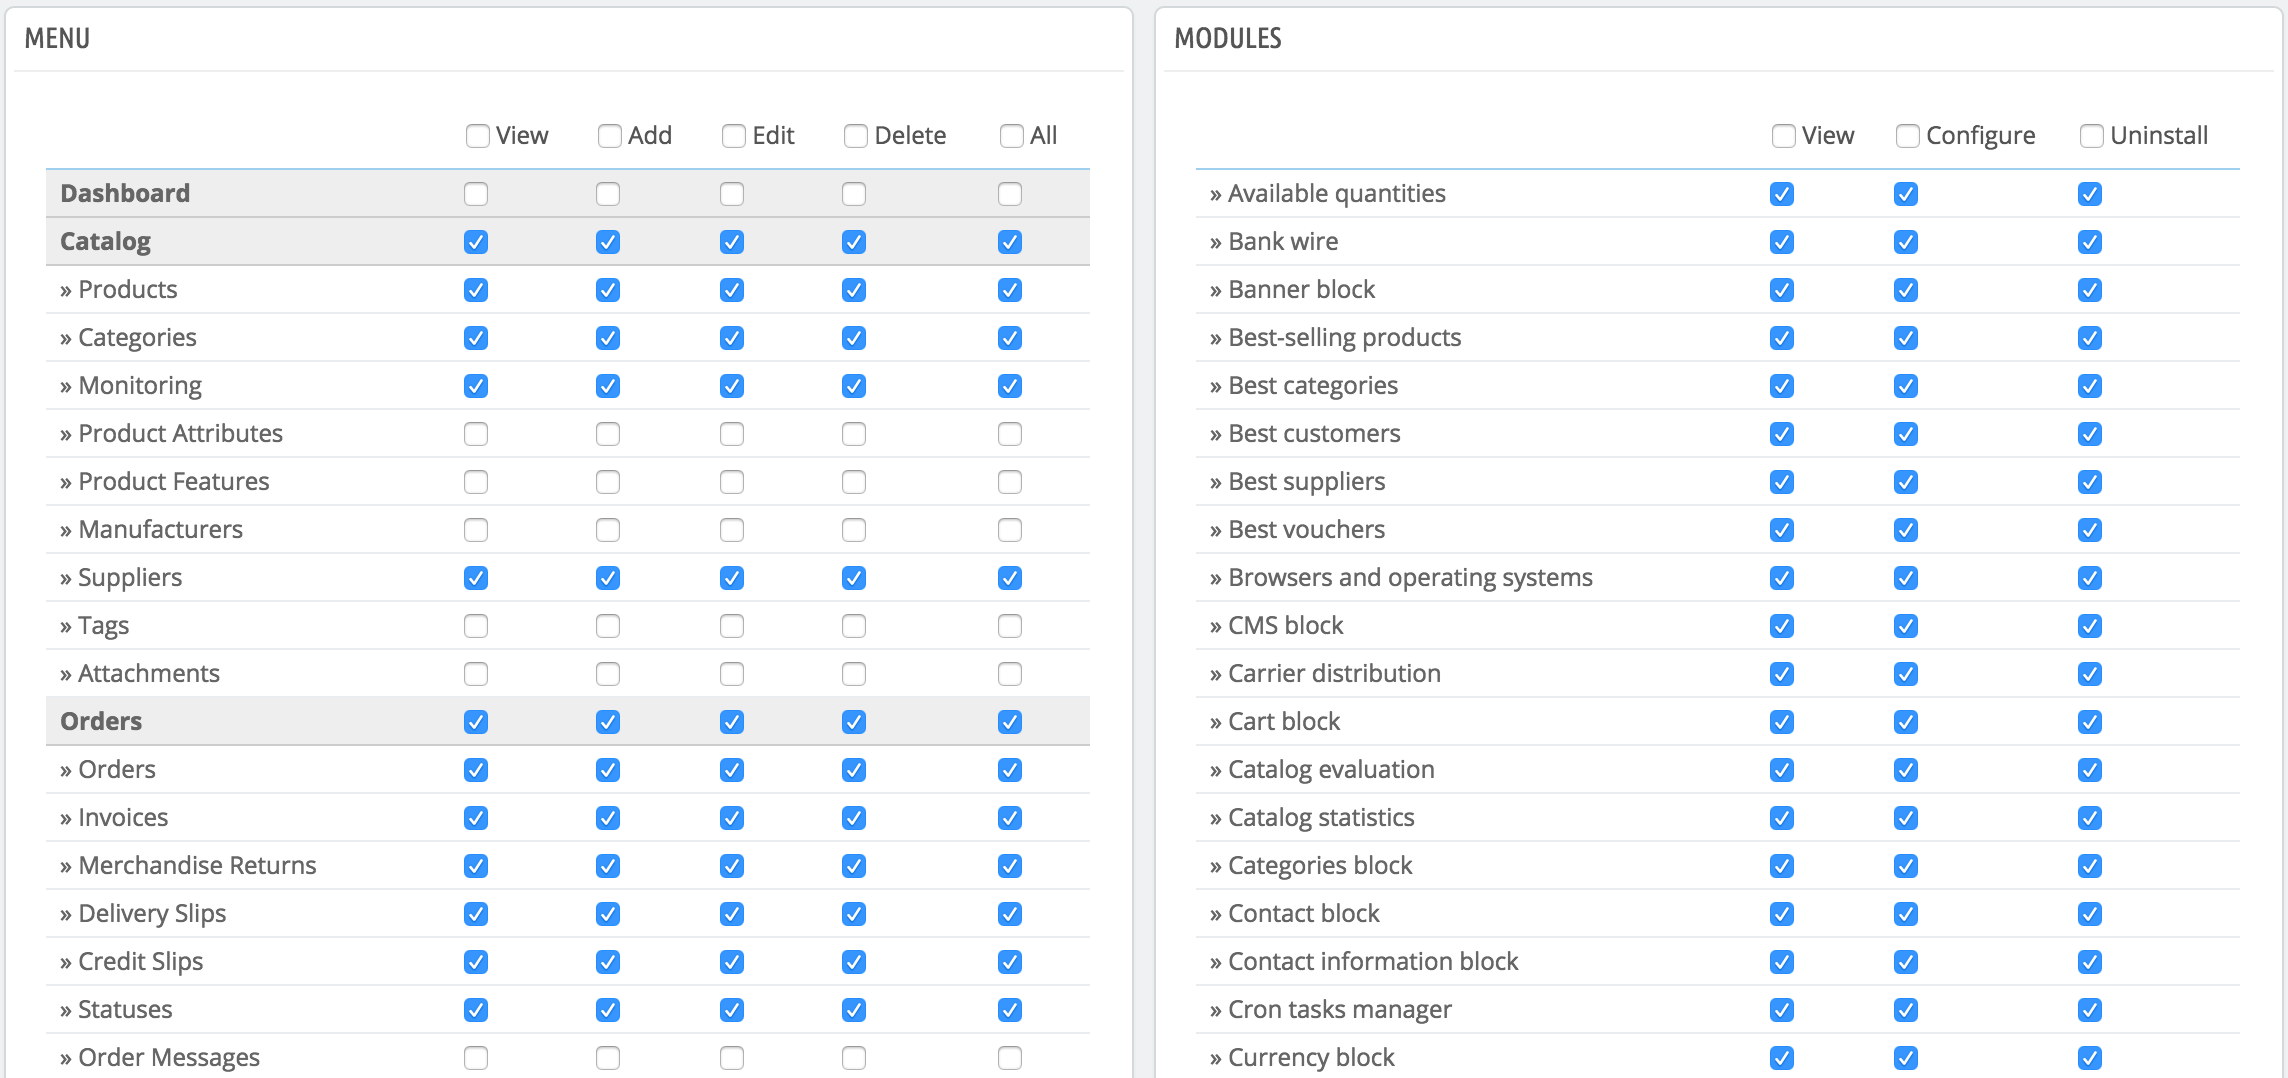 MENU
View Add Edit Delete All
Dashboard
Catalog
» Products
» Categories
» Monitoring
» Product Attributes
» Product Features
» Manufacturers
» Suppliers
» Tags
» Attachments
Orders
» Orders
» Invoices
» Merchandise Returns
» Delivery Slips
» Credit Slips
» Statuses
» Order Messages
MODULES
View Configure Uninstall
» Available quantities
» Bank wire
» Banner block
» Best-selling products
» Best categories
» Best customers
» Best suppliers
» Best vouchers
» Browsers and operating systems
» CMS block
» Carrier distribution
» Cart block
» Catalog evaluation
» Catalog statistics
» Categories block
» Contact block
» Contact information block
» Cron tasks manager
» Currency block